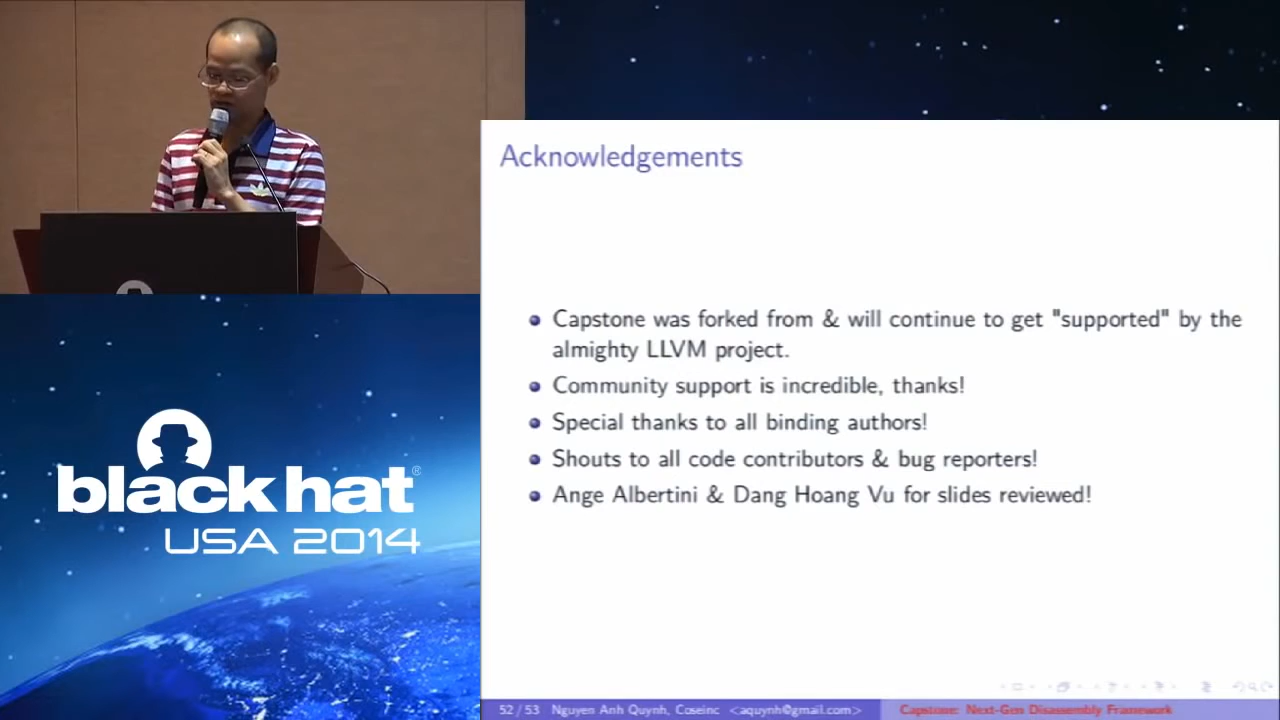 Acknowledgements
Capstone was forked from & will continue to get "supported" by the
almighty LLVM project.
Community support is incredible, thanks!
Special thanks to all binding authors!
Shouts to all code contributors & bug reporters!
Ange Albertini & Dang Hoang Vu for slides reviewed!
black hat®
USA 2014
52 / 53 Nguyen Anh Quynh, Coseinc <aquynh@gmail.com> Capstone: Next-Gen Disassembly Framework